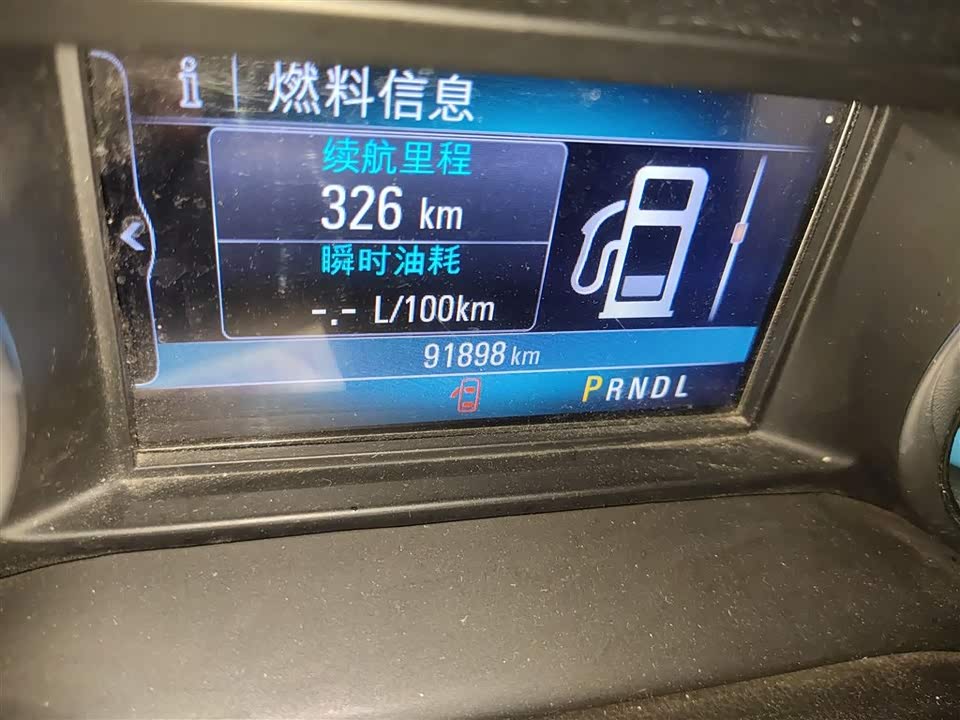 i 燃料信息
续航里程
326 km
瞬时油耗
-.- L/100km
91898 km
PRNDL